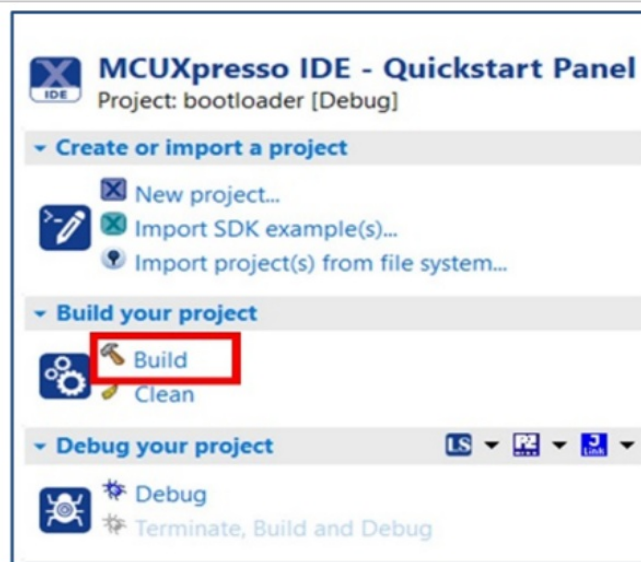 MCUXpresso IDE - Quickstart Panel
IDE
Project: bootloader [Debug]
Create or import a project
New project...
Import SDK example(s)...
Import project(s) from file system...
Build your project
Build
Clean
Debug your project
LS
Link
Debug
Terminate, Build and Debug